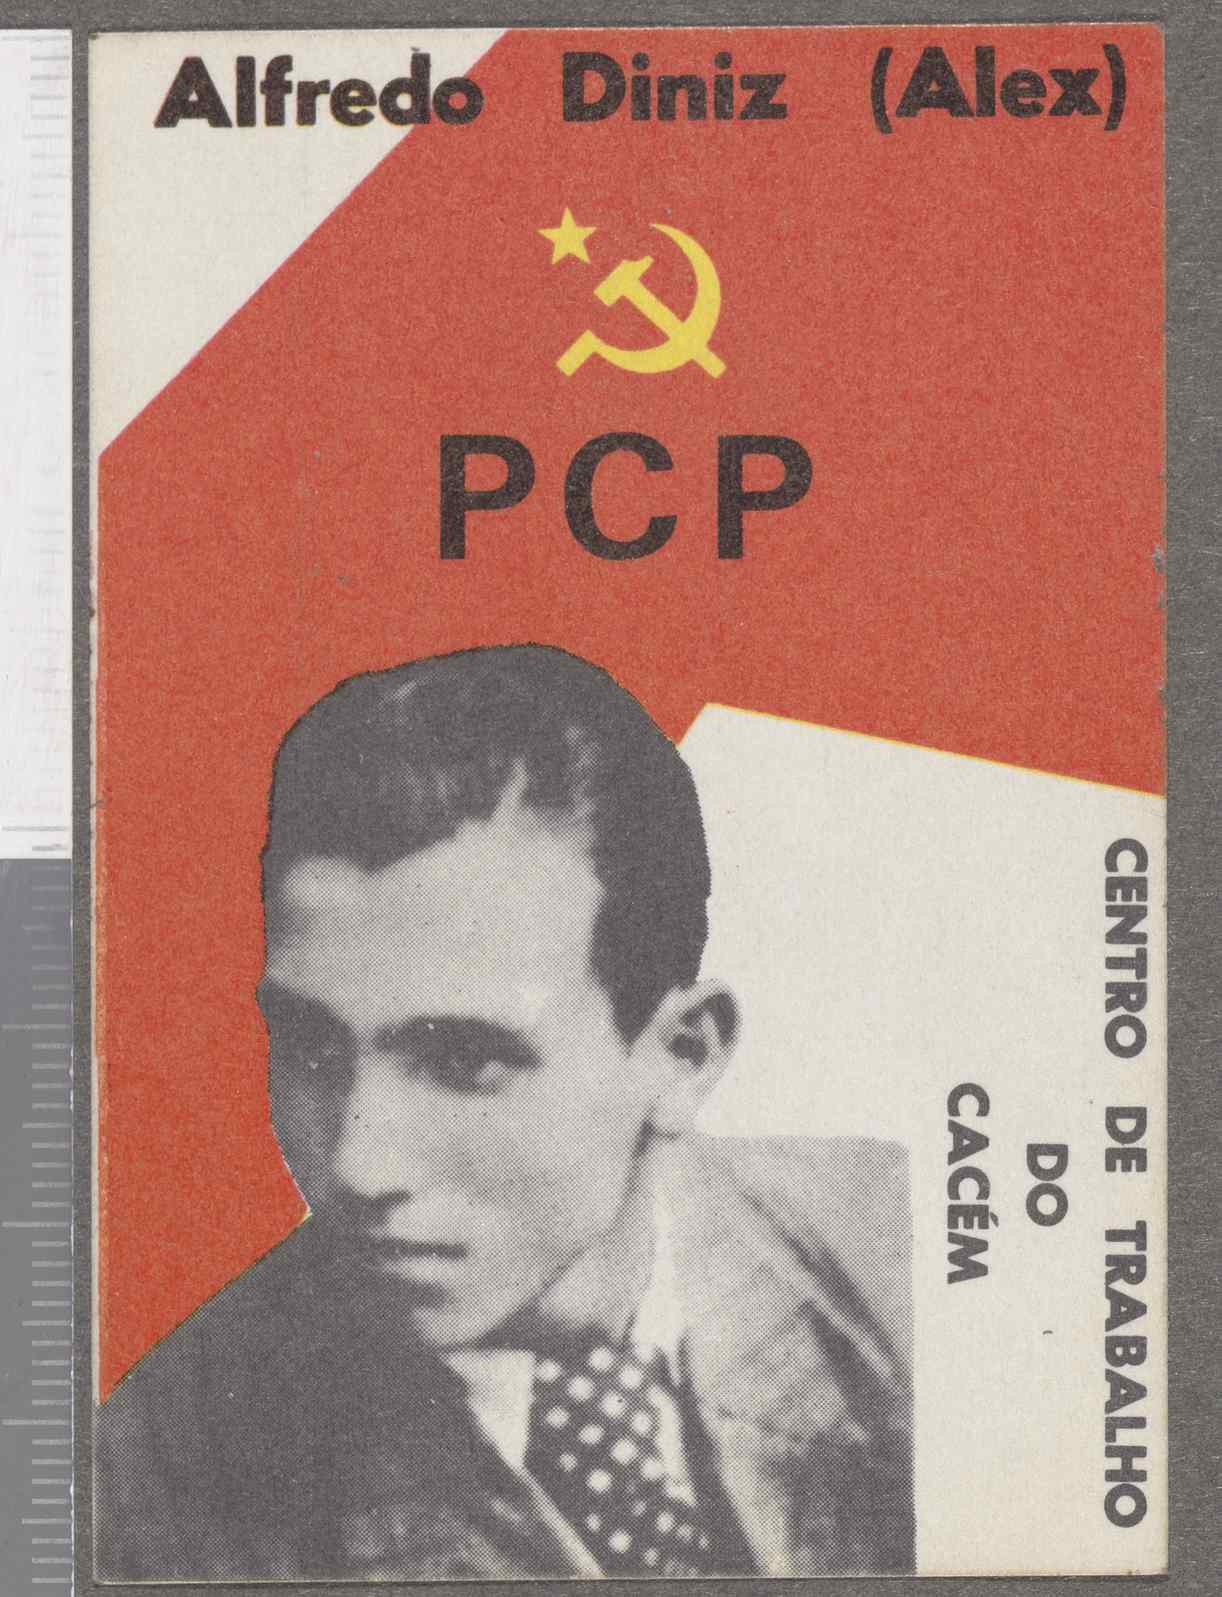 Alfredo Diniz (Alex)
PCP
CENTRO DE TRABALHO
DO
CACÉM